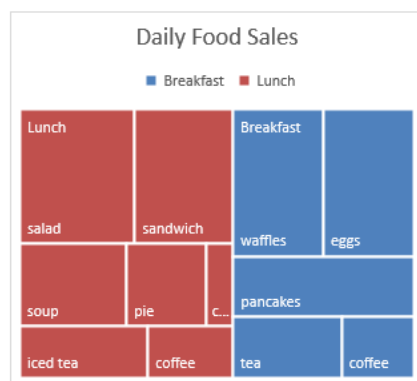 Daily Food Sales
Breakfast Lunch
Lunch
salad
sandwich
soup
pie
c...
iced tea
coffee
Breakfast
waffles
eggs
pancakes
tea
coffee